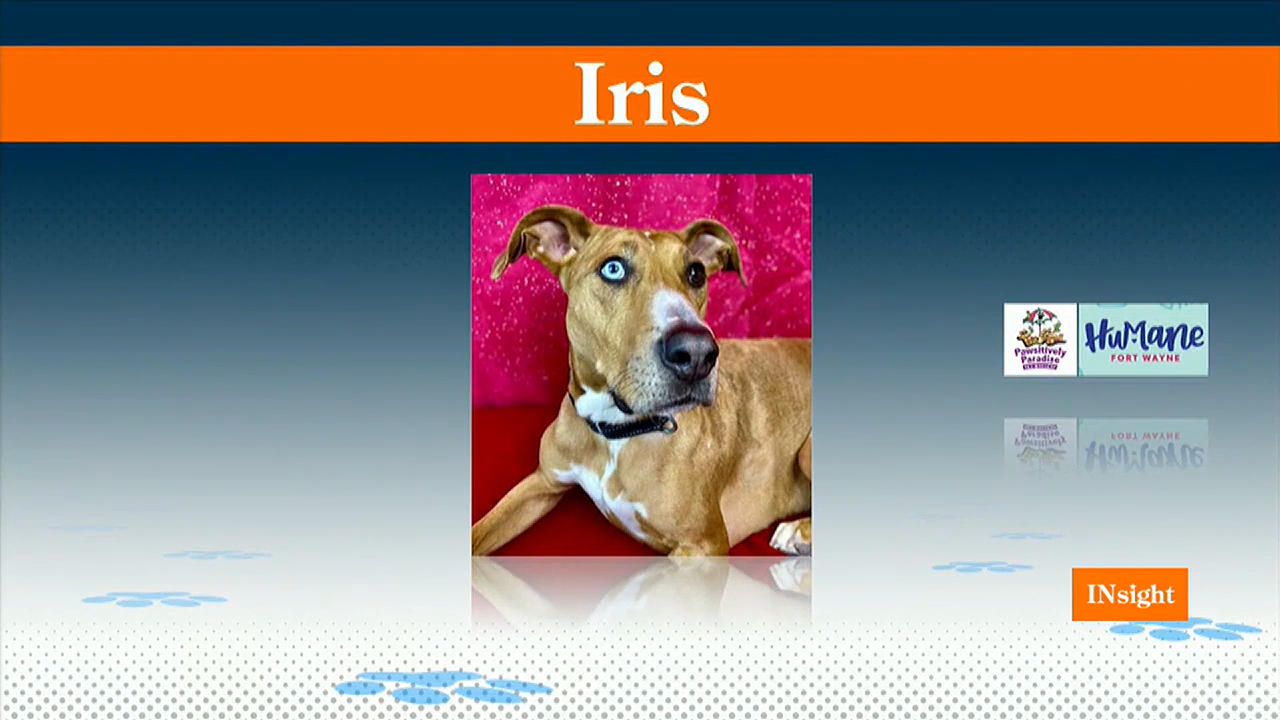 Iris
Pawsitively
Paradise
HuMane
FORT WAYNE
INsight